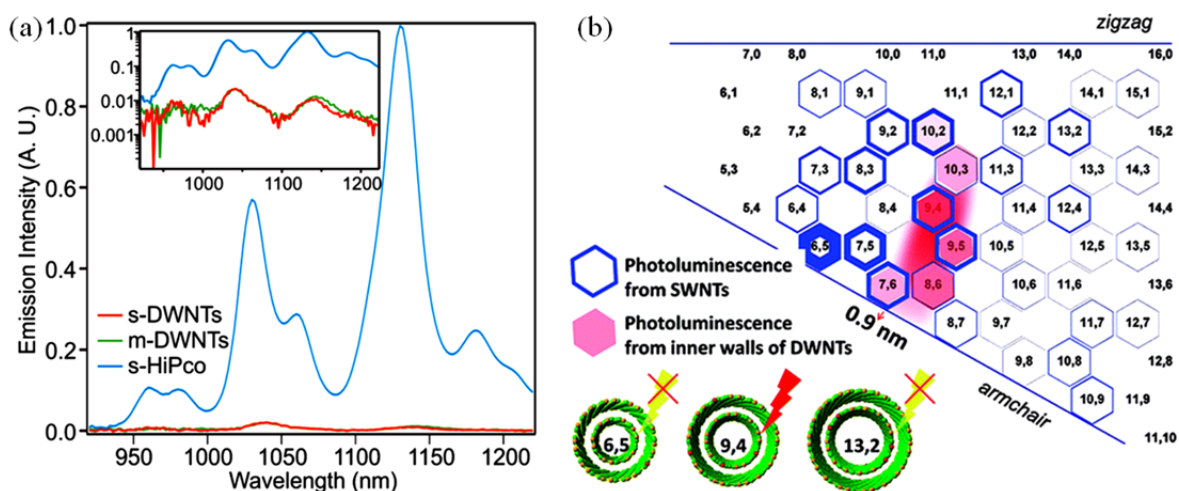 (a)
Emission Intensity (A. U.)
1.0
0.8
0.6
0.4
0.2
0.0
1
0.1
0.01
0.001
1000 1100 1200
s-DWNTs
m-DWNTs
s-HiPco
950 1000 1050 1100 1150 1200
Wavelength (nm)
(b)
zigzag
7,0 8,0 10,0 11,0 13,0 14,0 16,0
6,1 8,1 9,1 11,1 12,1 14,1 15,1
6,2 7,2 9,2 10,2 12,2 13,2 15,2
5,3 7,3 8,3 10,3 11,3 13,3 14,3
5,4 6,4 8,4 9,4 11,4 12,4 14,4
6,5 7,5 9,5 10,5 12,5 13,5
7,6 8,6 10,6 11,6 13,6
8,7 9,7 11,7 12,7
9,8 10,8 12,8
10,9 11,9
11,10
0.9 nm
armchair
Photoluminescence
from SWNTs
Photoluminescence
from inner walls of DWNTs
6,5 9,4 13,2